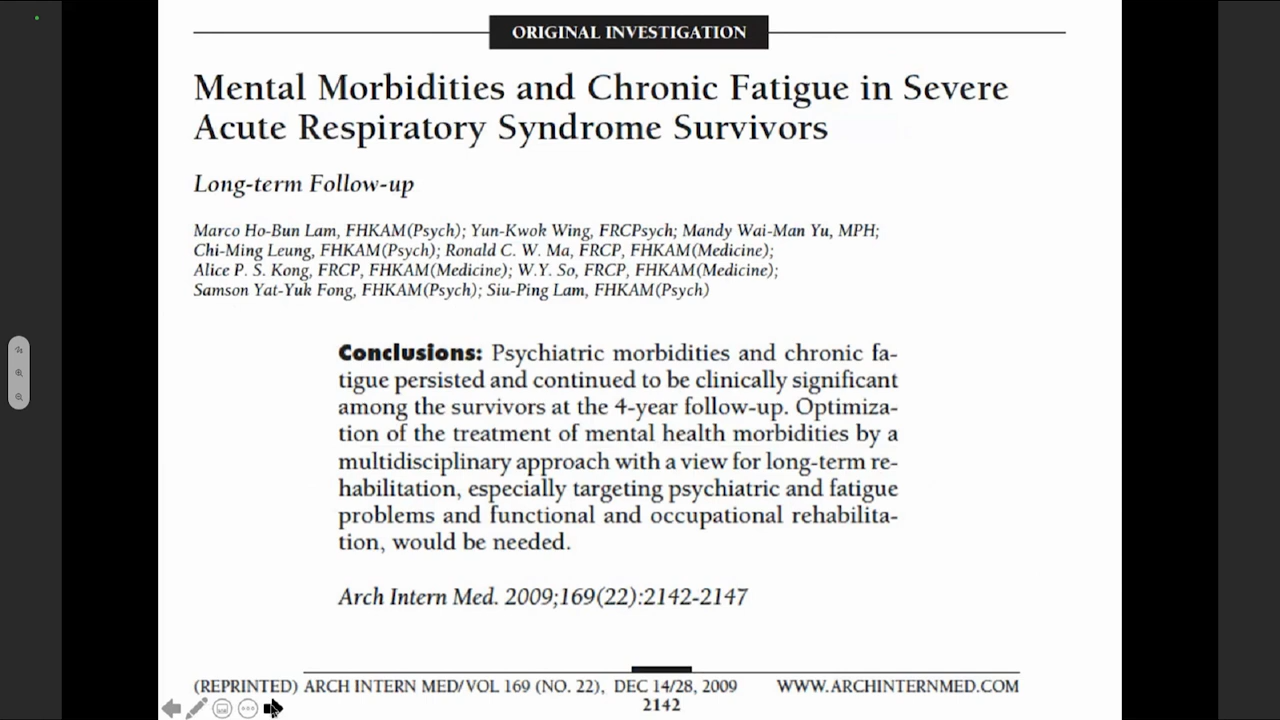 ORIGINAL INVESTIGATION
Mental Morbidities and Chronic Fatigue in Severe
Acute Respiratory Syndrome Survivors
Long-term Follow-up
Marco Ho-Bun Lam, FHKAM(Psych); Yun-Kwok Wing, FRCPsych; Mandy Wai-Man Yu, MPH;
Chi-Ming Leung, FHKAM(Psych); Ronald C. W. Ma, FRCP, FHKAM(Medicine);
Alice P. S. Kong, FRCP, FHKAM(Medicine); W.Y. So, FRCP, FHKAM(Medicine);
Samson Yat-Yuk Fong, FHKAM(Psych); Siu-Ping Lam, FHKAM(Psych)
Conclusions: Psychiatric morbidities and chronic fa-
tigue persisted and continued to be clinically significant
among the survivors at the 4-year follow-up. Optimiza-
tion of the treatment of mental health morbidities by a
multidisciplinary approach with a view for long-term re-
habilitation, especially targeting psychiatric and fatigue
problems and functional and occupational rehabilita-
tion, would be needed.
Arch Intern Med. 2009;169(22):2142-2147
(REPRINTED) ARCH INTERN MED/VOL 169 (NO. 22), DEC 14/28, 2009 WWW.ARCHINTERNMED.COM
2142